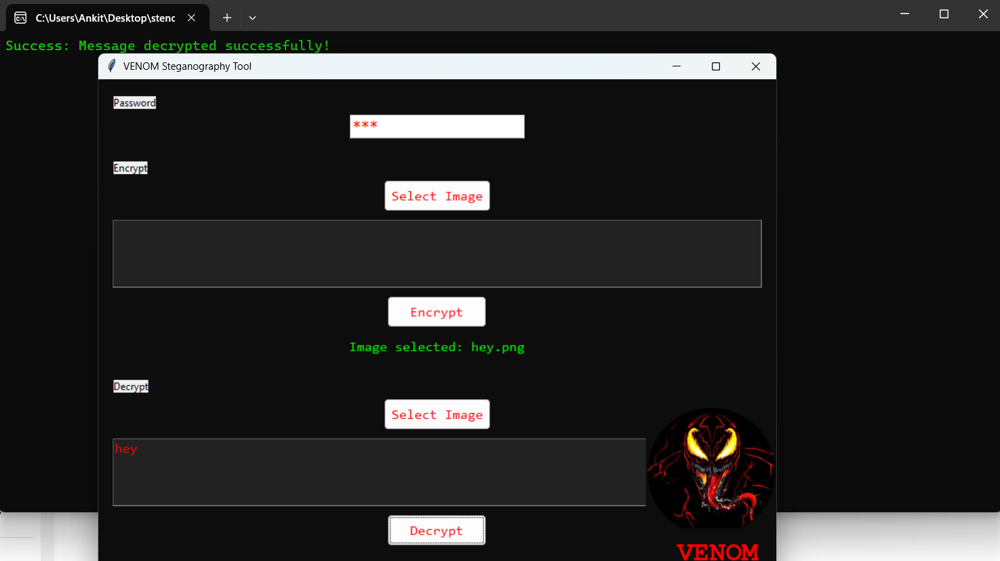 C:\Users\Ankit\Desktop\stenc
Success: Message decrypted successfully!
VENOM Steganography Tool
Password
***
Encrypt
Select Image
Encrypt
Image selected: hey.png
Decrypt
Select Image
hey
Decrypt
VENOM